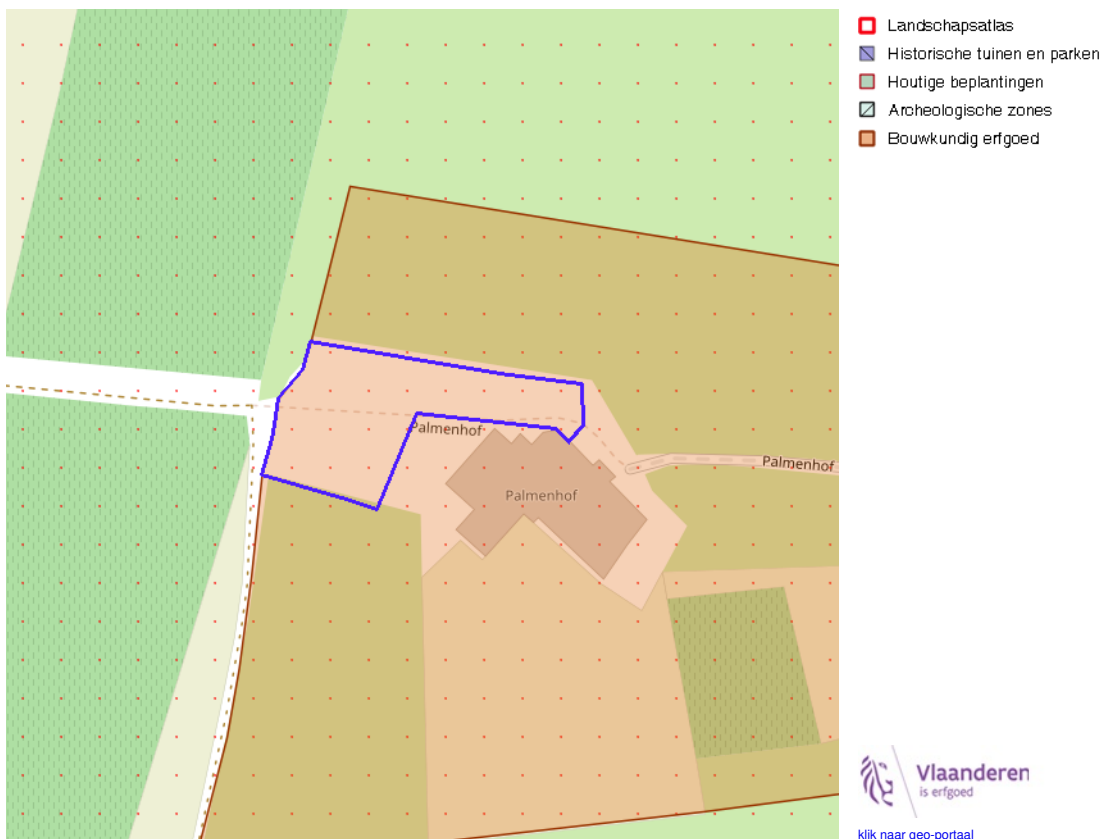 Landschapsatlas
Historische tuinen en parken
Houtige beplantingen
Archeologische zones
Bouwkundig erfgoed
Palmenhof
Palmenhof
Palmenhof
Vlaanderen
is erfgoed
klik naar geo-portaal